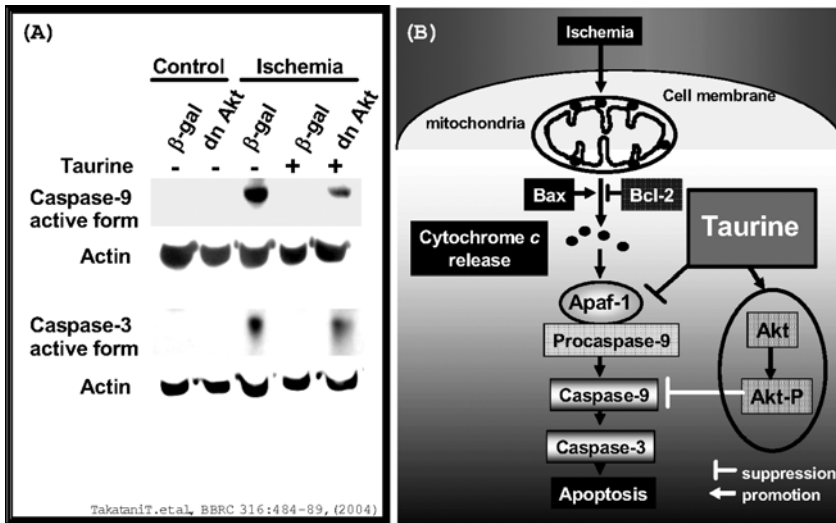 (A)
Control Ischemia
β-gal dn Akt β-gal β-gal dn Akt
Taurine - - - + +
Caspase-9
active form
Actin
Caspase-3
active form
Actin
TakataniT.etal, BBRC 316:484-89, (2004)
(B)
Ischemia
Cell membrane
mitochondria
Bax
Bcl-2
Taurine
Cytochrome c
release
Apaf-1
Procaspase-9
Akt
Caspase-9
Akt-P
Caspase-3
suppression
Apoptosis
promotion